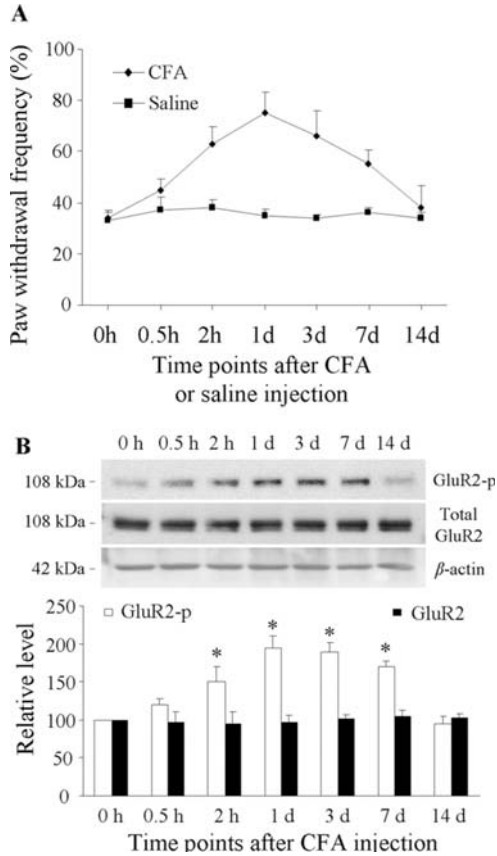 A
Paw withdrawal frequency (%)
100
80
60
40
20
0
CFA
Saline
0h 0.5h 2h 1d 3d 7d 14d
Time points after CFA
or saline injection
B
0 h 0.5 h 2 h 1 d 3 d 7 d 14 d
108 kDa - GluR2-p
108 kDa - Total
GluR2
42 kDa - β-actin
Relative level
250
200
150
100
50
0
GluR2-p GluR2
* * * *
0 h 0.5 h 2 h 1 d 3 d 7 d 14 d
Time points after CFA injection